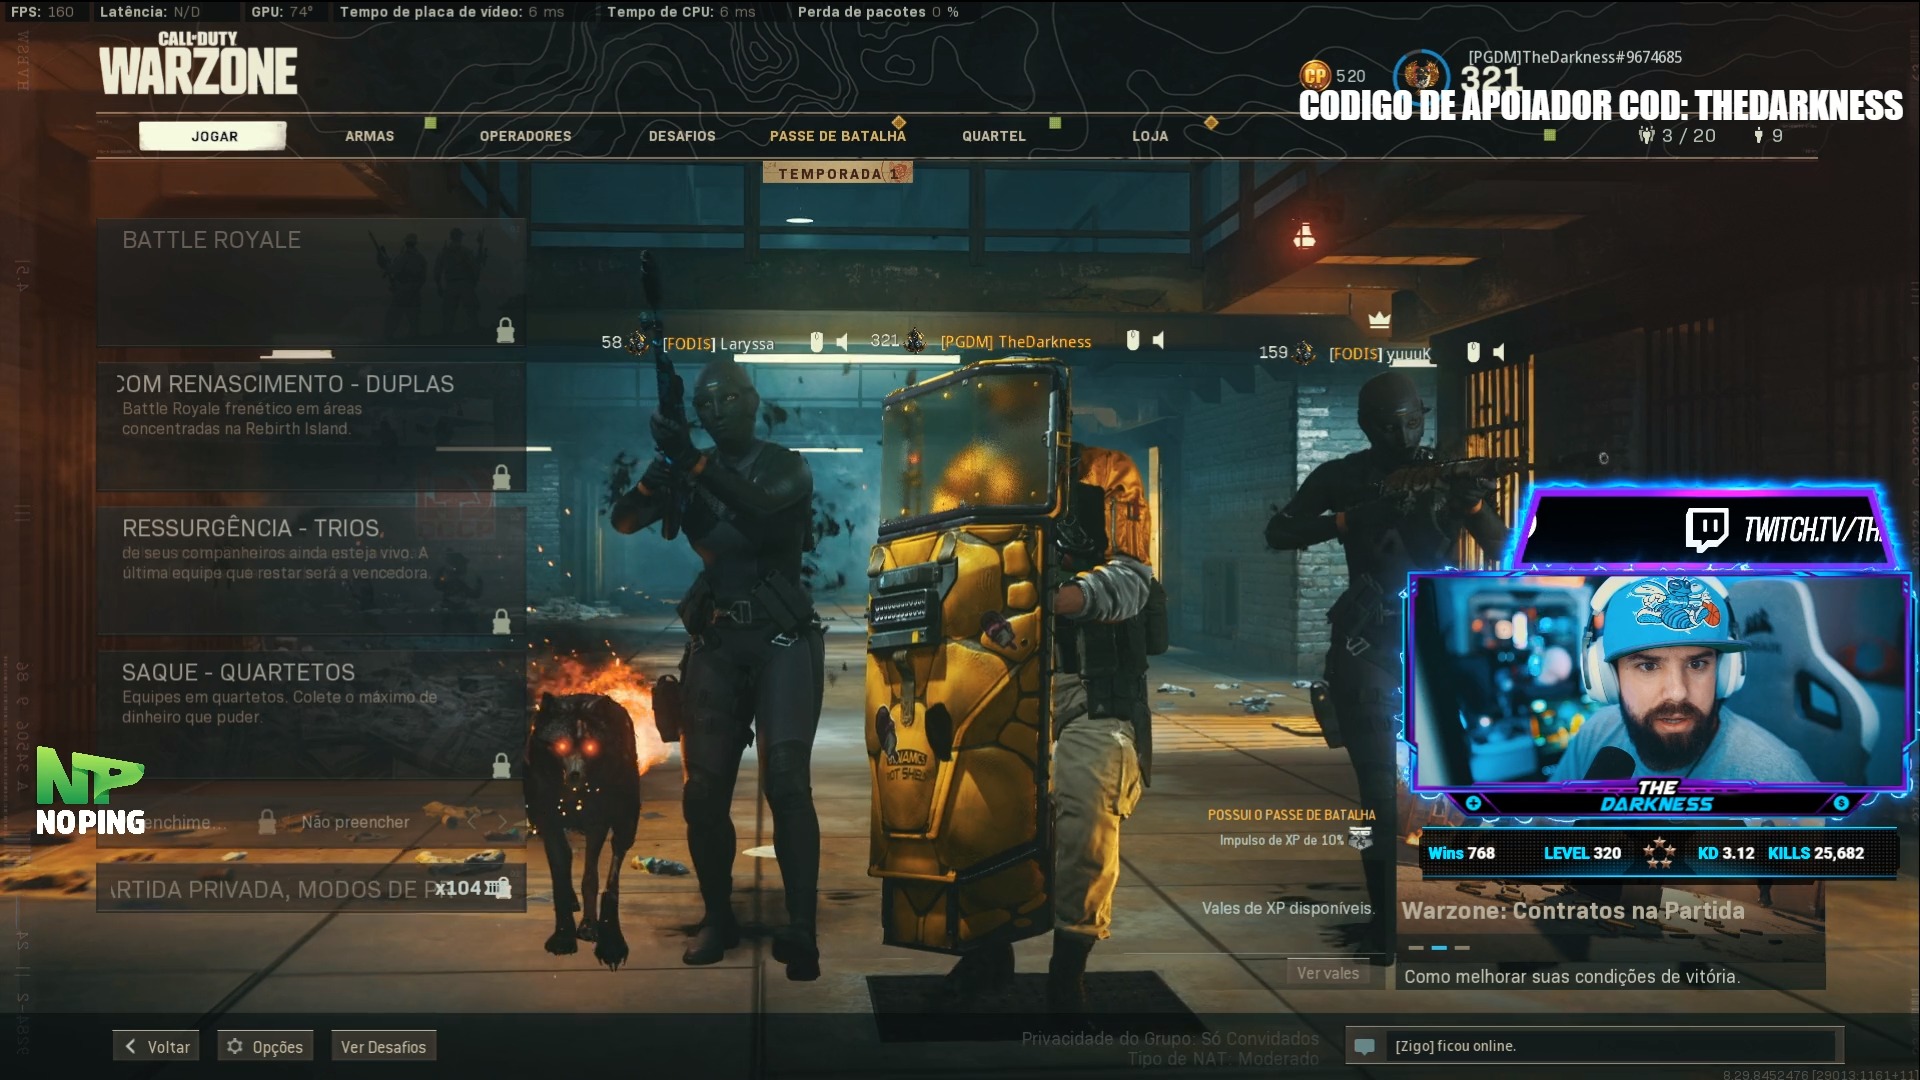 FPS: 160 Latência: N/D GPU: 74° Tempo de placa de vídeo: 6 ms Tempo de CPU: 6 ms Perda de pacotes 0 %
CALL OF DUTY
WARZONE
CP 520
[PGDM]TheDarkness#9674685
321
CODIGO DE APOIADOR COD: THEDARKNESS
JOGAR ARMAS OPERADORES DESAFIOS PASSE DE BATALHA QUARTEL LOJA
3 / 20 9
TEMPORADA 1
BATTLE ROYALE
58 [FODIS] Laryssa
321 [PGDM] TheDarkness
159 [FODIS] yuuuK
COM RENASCIMENTO - DUPLAS
Battle Royale frenético em áreas
concentradas na Rebirth Island.
RESSURGÊNCIA - TRIOS
de seus companheiros ainda esteja vivo. A
última equipe que restar será a vencedora.
SAQUE - QUARTETOS
Equipes em quartetos. Colete o máximo de
dinheiro que puder.
NP
NOPING
enchime... Não preencher
ARTIDA PRIVADA, MODOS DE P
x104
TWITCH.TV/TH
THE
DARKNESS
Wins 768 LEVEL 320 KD 3.12 KILLS 25,682
POSSUI O PASSE DE BATALHA
Impulso de XP de 10%
Vales de XP disponíveis.
Ver vales
Warzone: Contratos na Partida
Como melhorar suas condições de vitória.
Voltar Opções Ver Desafios
Privacidade do Grupo: Só Convidados
Tipo de NAT: Moderado
[Zigo] ficou online.
8.29.8452476 [29013:1161+11]